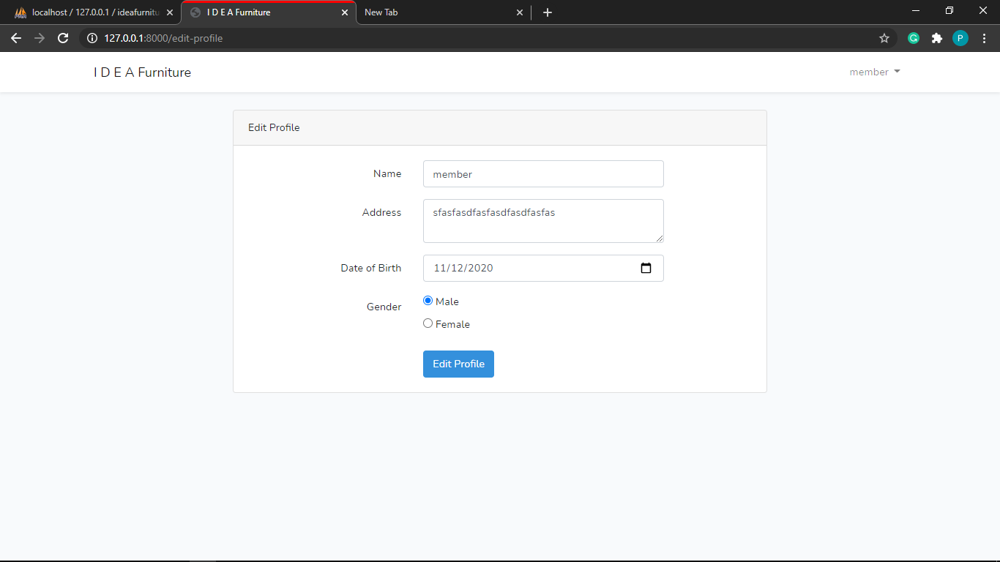 localhost / 127.0.0.1 / ideafurnitu
I D E A Furniture
New Tab
127.0.0.1:8000/edit-profile
G
P
I D E A Furniture
member
Edit Profile
Name
member
Address
sfasfasdfasfasdfasdfasfas
Date of Birth
11/12/2020
Gender
Male
Female
Edit Profile